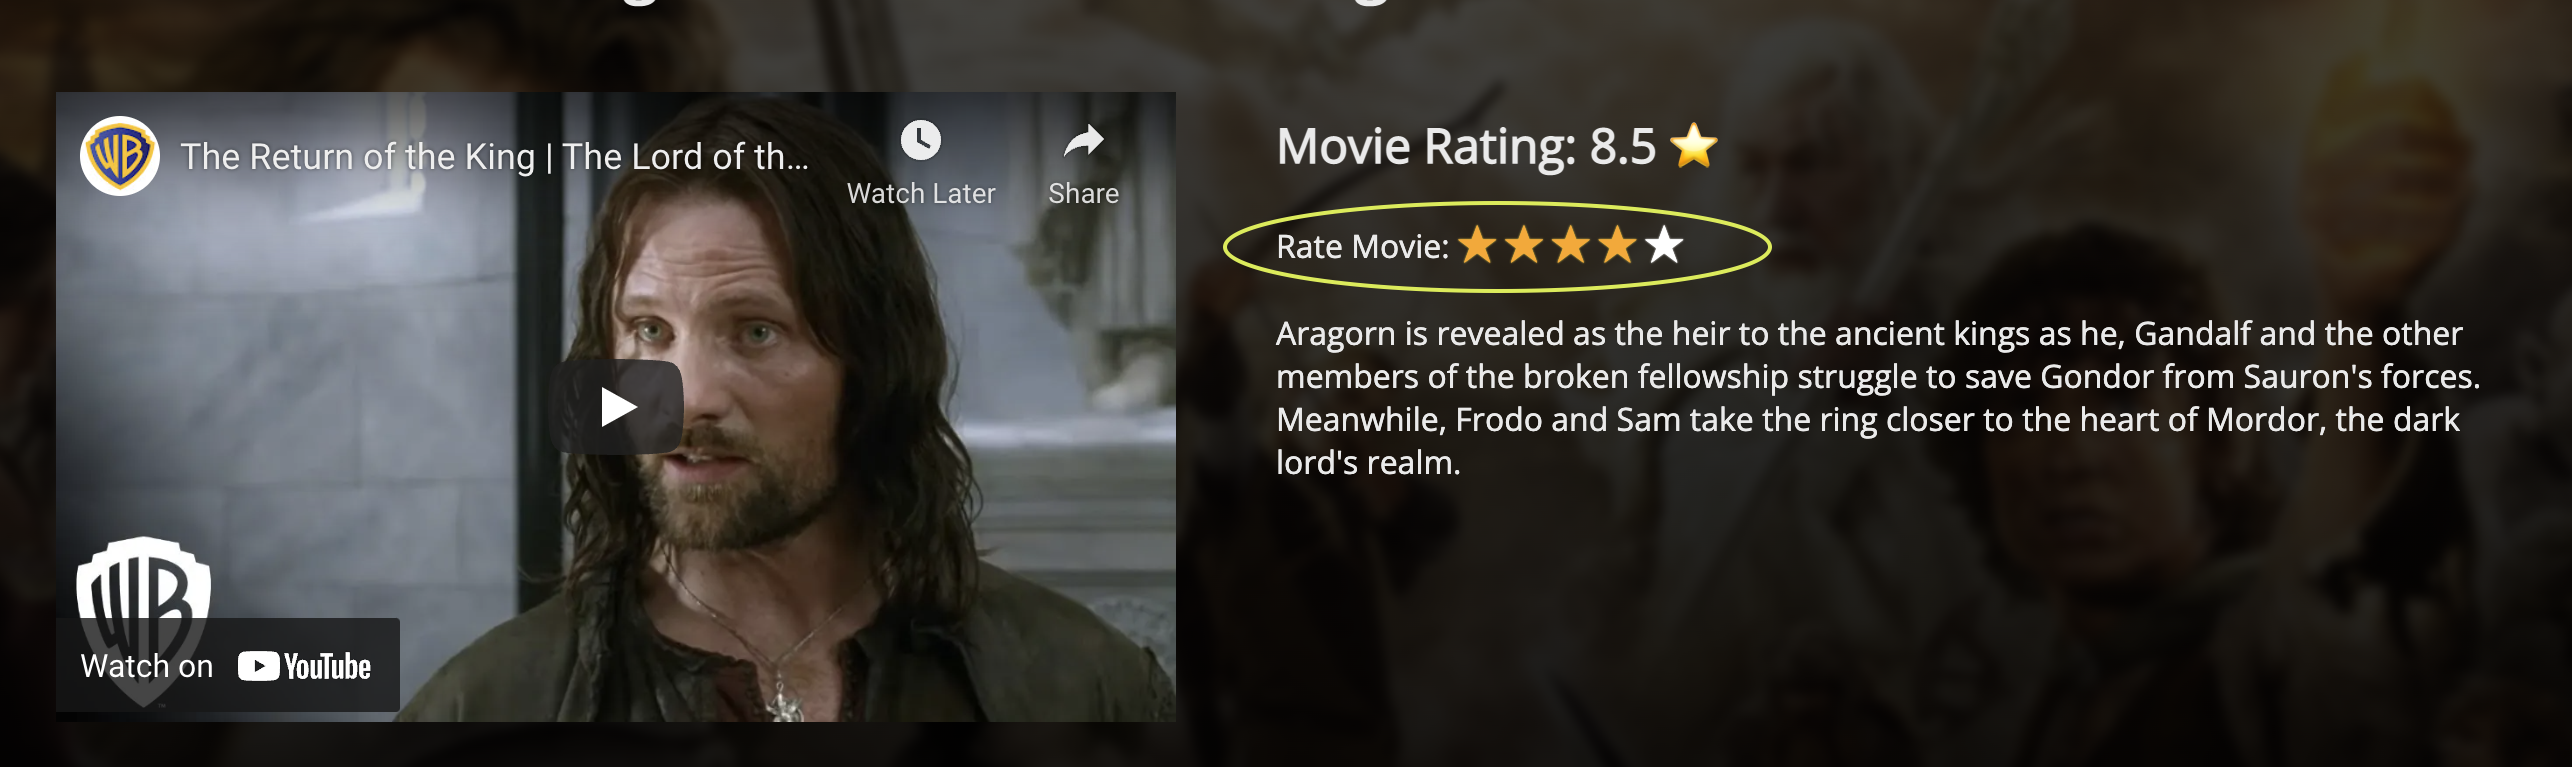 The Return of the King | The Lord of th...
Watch Later
Share
Movie Rating: 8.5
Rate Movie:
Aragorn is revealed as the heir to the ancient kings as he, Gandalf and the other
members of the broken fellowship struggle to save Gondor from Sauron's forces.
Meanwhile, Frodo and Sam take the ring closer to the heart of Mordor, the dark
lord's realm.
WB
WB
Watch on YouTube